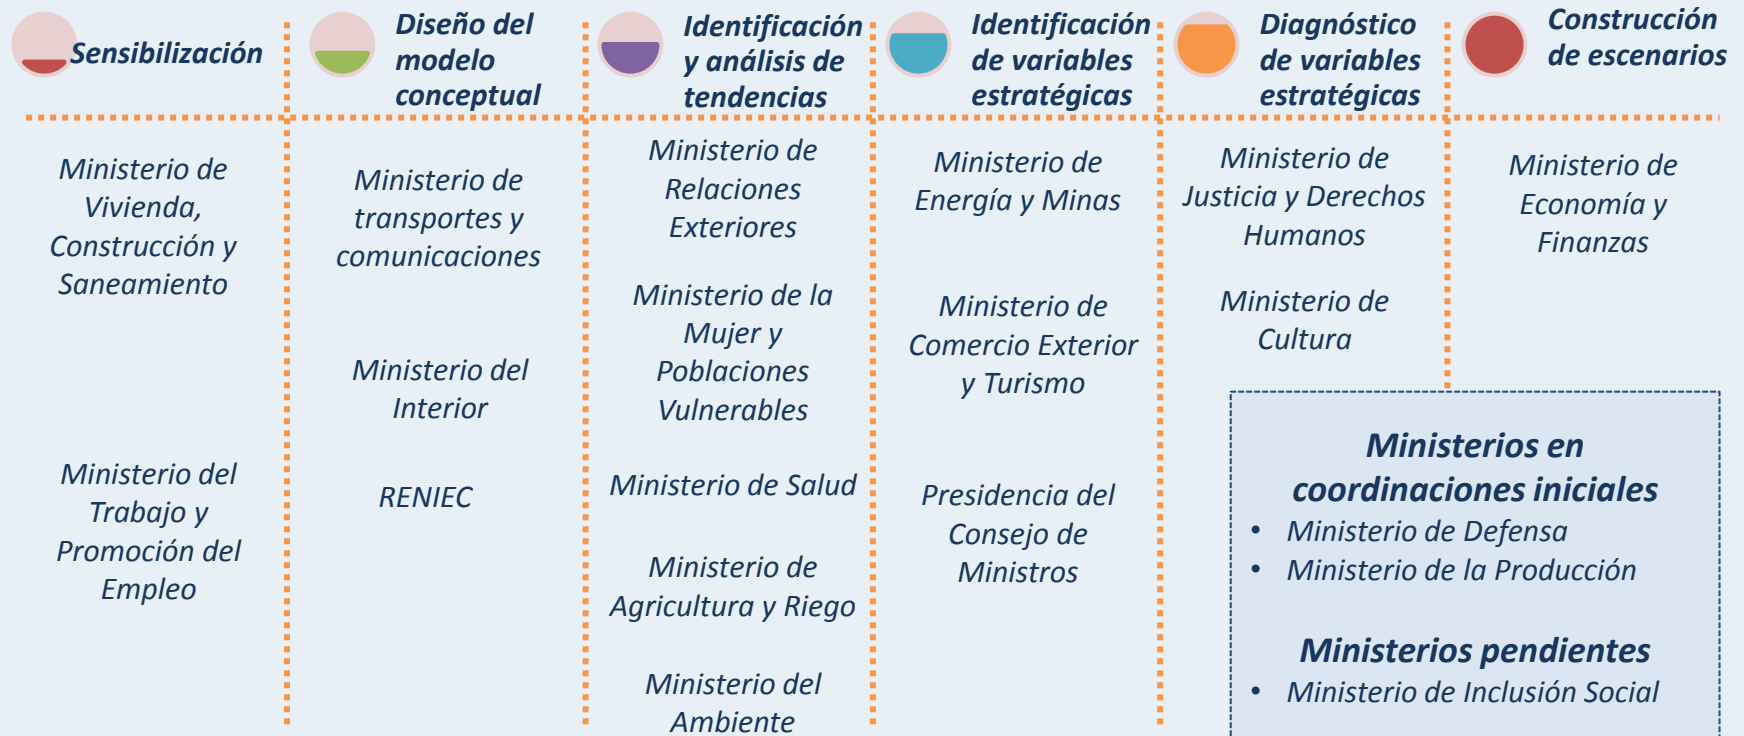 Sensibilización
Diseño del
modelo
conceptual
Identificación
y análisis de
tendencias
Identificación
de variables
estratégicas
Diagnóstico
de variables
estratégicas
Construcción
de escenarios
Ministerio de
Vivienda,
Construcción y
Saneamiento
Ministerio del
Trabajo y
Promoción del
Empleo
Ministerio de
transportes y
comunicaciones
Ministerio del
Interior
RENIEC
Ministerio de
Relaciones
Exteriores
Ministerio de la
Mujer y
Poblaciones
Vulnerables
Ministerio de Salud
Ministerio de
Agricultura y Riego
Ministerio del
Ambiente
Ministerio de
Energía y Minas
Ministerio de
Comercio Exterior
y Turismo
Presidencia del
Consejo de
Ministros
Ministerio de
Justicia y Derechos
Humanos
Ministerio de
Cultura
Ministerio de
Economía y
Finanzas
Ministerios en
coordinaciones iniciales
• Ministerio de Defensa
• Ministerio de la Producción
Ministerios pendientes
• Ministerio de Inclusión Social